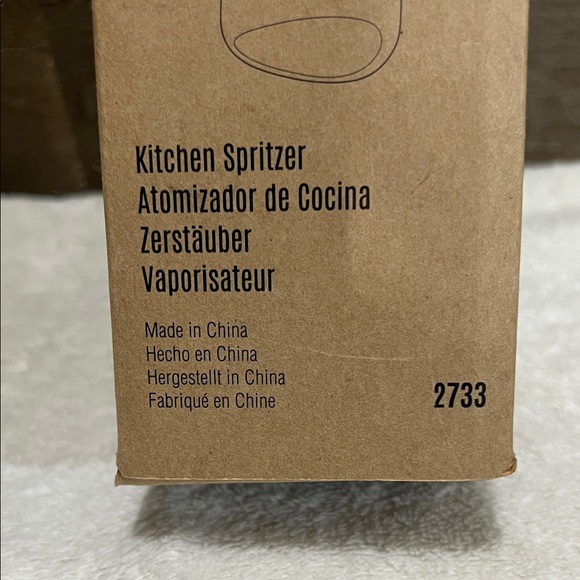 Kitchen Spritzer
Atomizador de Cocina
Zerstäuber
Vaporisateur
Made in China
Hecho en China
Hergestellt in China
Fabriqué en Chine
2733